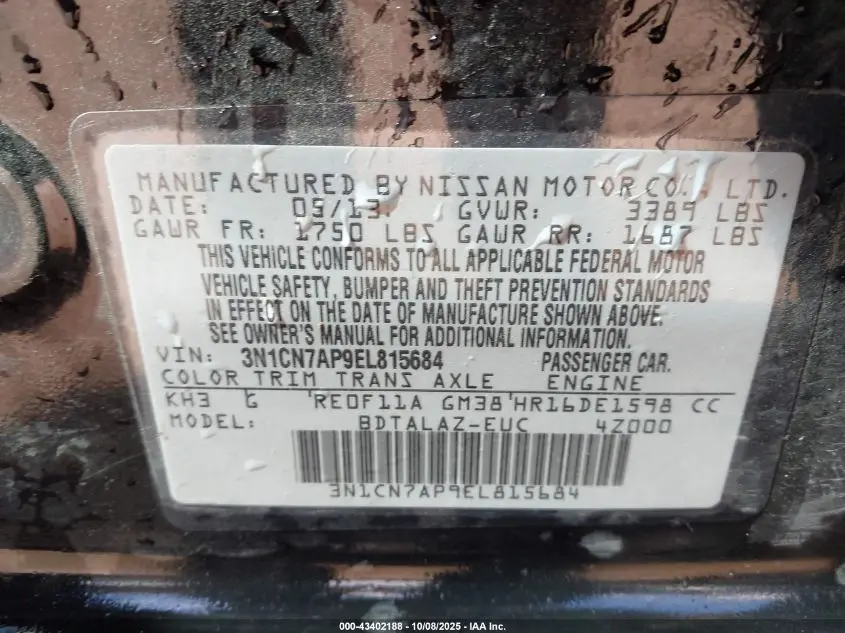 MANUFACTURED BY NISSAN MOTOR CO., LTD.
DATE: 09/13 GVWR: 3389 LBS
GAWR FR: 1750 LBS GAWR RR: 1687 LBS
THIS VEHICLE CONFORMS TO ALL APPLICABLE FEDERAL MOTOR
VEHICLE SAFETY, BUMPER AND THEFT PREVENTION STANDARDS
IN EFFECT ON THE DATE OF MANUFACTURE SHOWN ABOVE.
SEE OWNER'S MANUAL FOR ADDITIONAL INFORMATION.
VIN: 3N1CN7AP9EL815684 PASSENGER CAR.
COLOR TRIM TRANS AXLE ENGINE
KH3 G RE0F11A GM38 HR16DE1598 CC
MODEL: BDTALAZ-EUC 4Z000
3N1CN7AP9EL815684
000-43402188 - 10/08/2025 - IAA Inc.